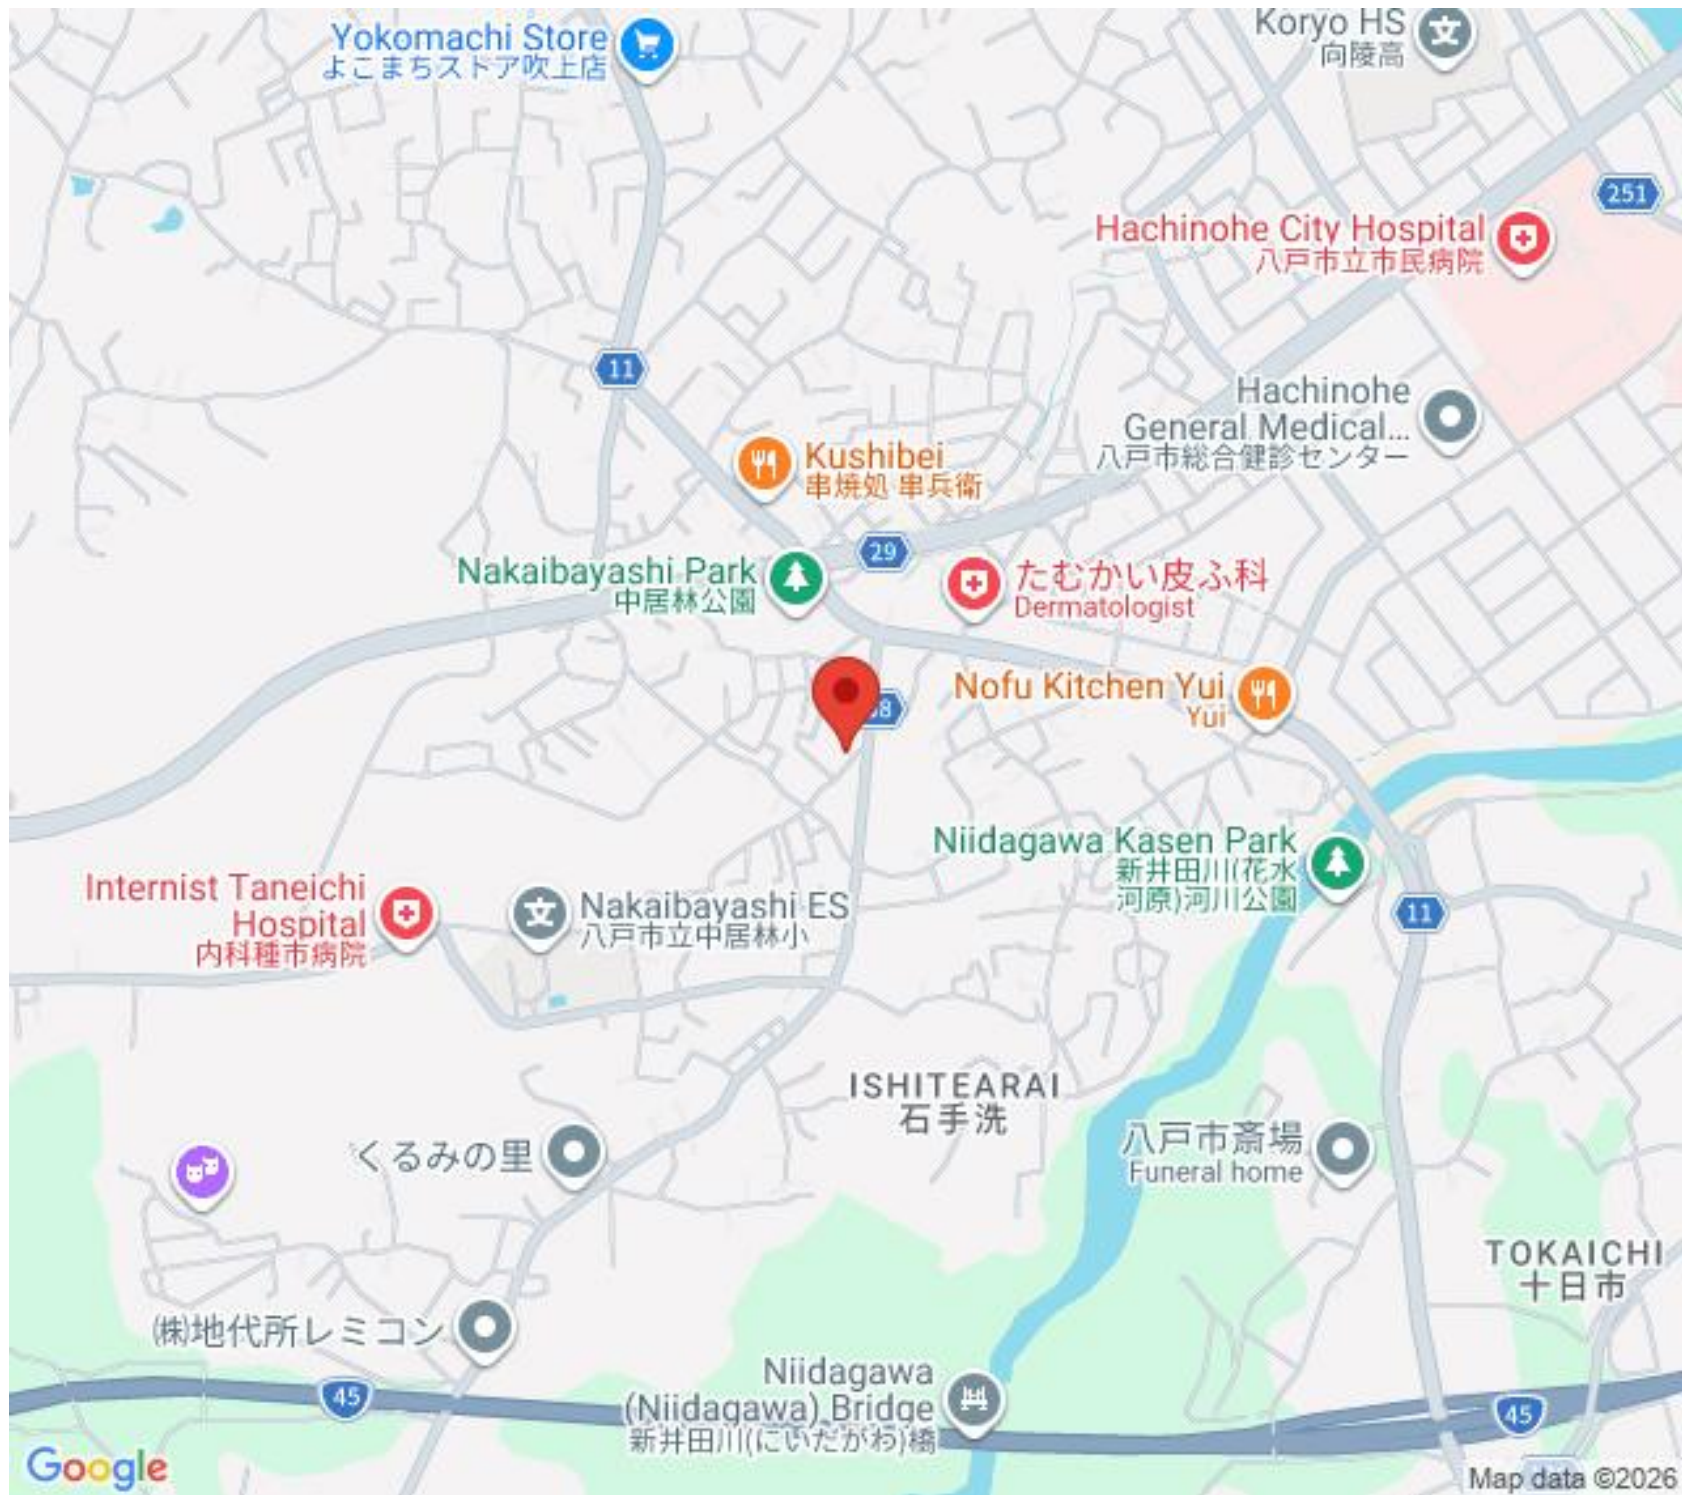 Yokomachi Store
よこまちストア吹上店
Koryo HS
向陵高
251
Hachinohe City Hospital
八戸市立市民病院
11
Hachinohe
General Medical...
八戸市総合健診センター
Kushibei
串焼処 串兵衛
29
Nakaibayashi Park
中居林公園
たむかい皮ふ科
Dermatologist
Nofu Kitchen Yui
Yui
Niidagawa Kasen Park
新井田川(花水
河原)河川公園
Internist Taneichi
Hospital
内科種市病院
Nakaibayashi ES
八戸市立中居林小
11
ISHITEARAI
石手洗
くるみの里
八戸市斎場
Funeral home
TOKAICHI
十日市
㈱地代所レミコン
45
Niidagawa
(Niidagawa) Bridge
新井田川(にいだがわ)橋
45
Google
Map data ©2026